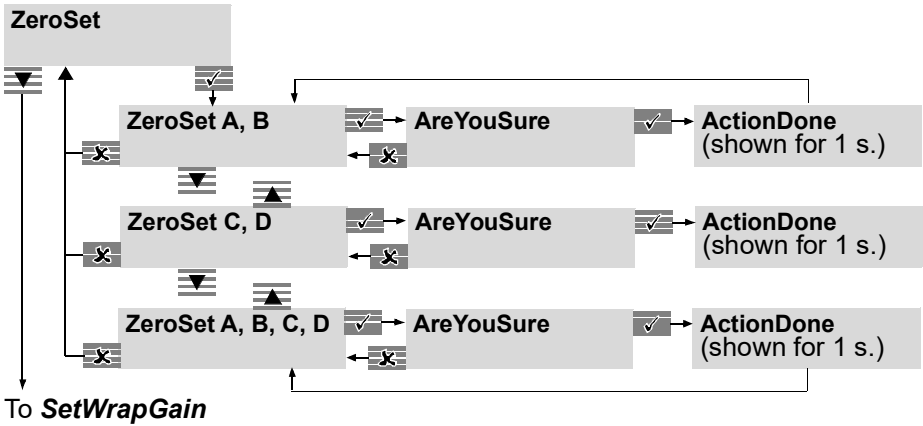 ZeroSet
ZeroSet A, B
AreYouSure
ActionDone
(shown for 1 s.)
ZeroSet C, D
AreYouSure
ActionDone
(shown for 1 s.)
ZeroSet A, B, C, D
AreYouSure
ActionDone
(shown for 1 s.)
To SetWrapGain